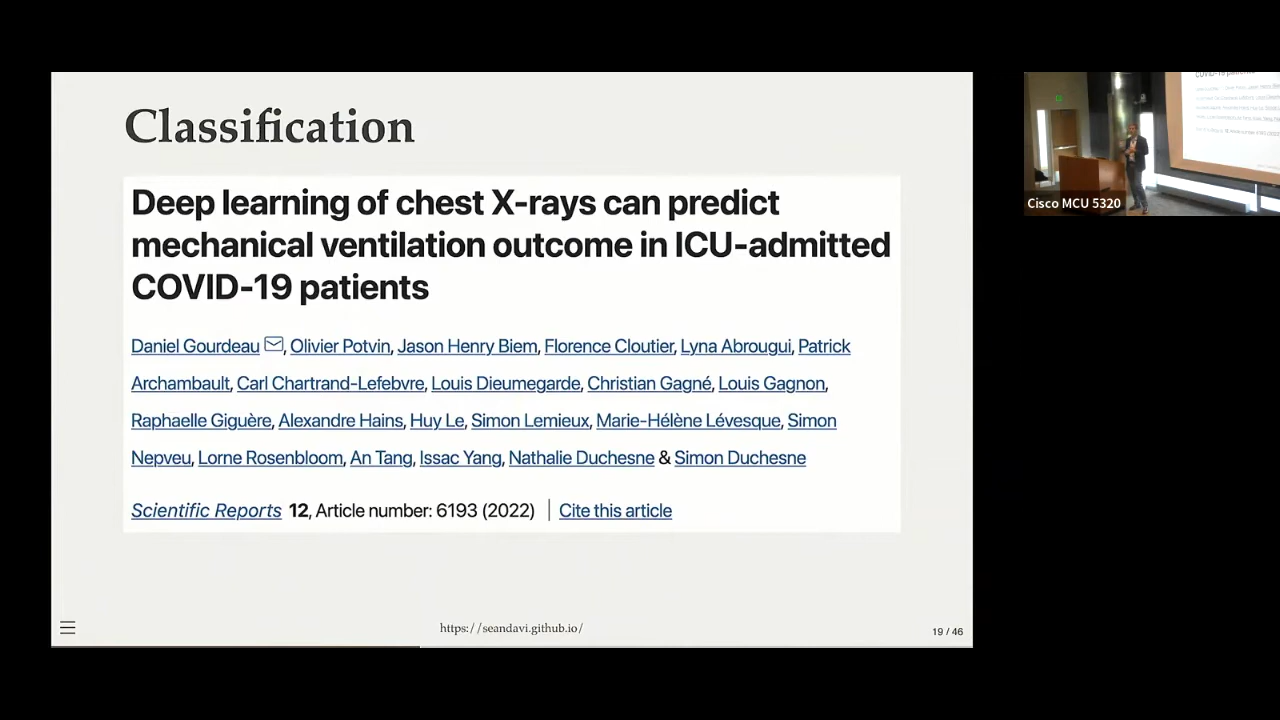 Classification
Deep learning of chest X-rays can predict
mechanical ventilation outcome in ICU-admitted
COVID-19 patients
Daniel Gourdeau, Olivier Potvin, Jason Henry Biem, Florence Cloutier, Lyna Abrougui, Patrick
Archambault, Carl Chartrand-Lefebvre, Louis Dieumegarde, Christian Gagné, Louis Gagnon,
Raphaelle Giguère, Alexandre Hains, Huy Le, Simon Lemieux, Marie-Hélène Lévesque, Simon
Nepveu, Lorne Rosenbloom, An Tang, Issac Yang, Nathalie Duchesne & Simon Duchesne
Scientific Reports 12, Article number: 6193 (2022) | Cite this article
https://seandavi.github.io/
19 / 46
Cisco MCU 5320